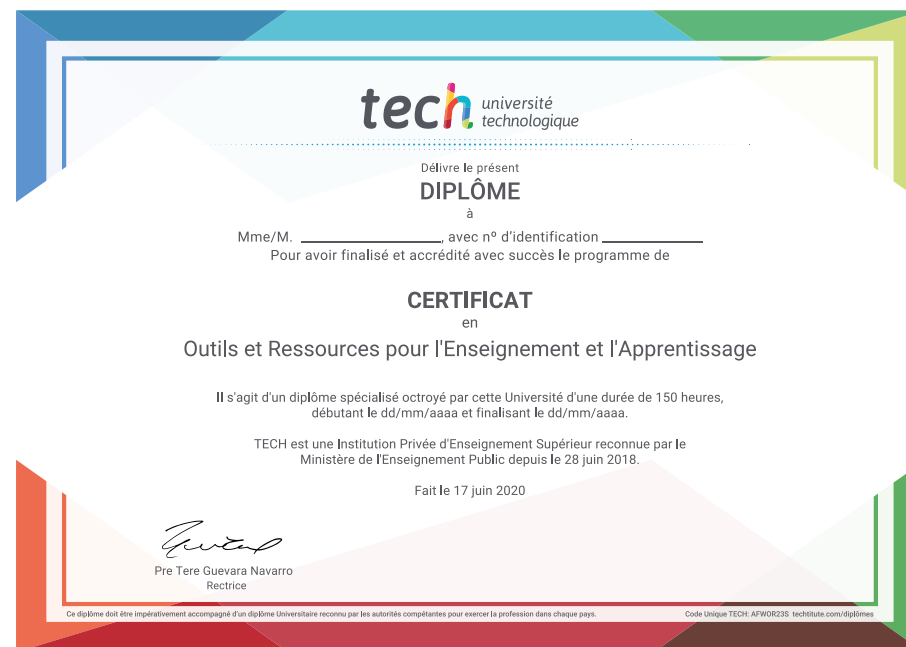 tech université
technologique
Délivre le présent
DIPLÔME
à
Mme/M. ____________________, avec nº d'identification ______________
Pour avoir finalisé et accrédité avec succès le programme de
CERTIFICAT
en
Outils et Ressources pour l'Enseignement et l'Apprentissage
Il s'agit d'un diplôme spécialisé octroyé par cette Université d'une durée de 150 heures,
débutant le dd/mm/aaaa et finalisant le dd/mm/aaaa.
TECH est une Institution Privée d'Enseignement Supérieur reconnue par le
Ministère de l'Enseignement Public depuis le 28 juin 2018.
Fait le 17 juin 2020
Pre Tere Guevara Navarro
Rectrice
Ce diplôme doit être impérativement accompagné d'un diplôme Universitaire reconnu par les autorités compétantes pour exercer la profession dans chaque pays. Code Unique TECH: AFWOR23S techtitute.com/diplômes